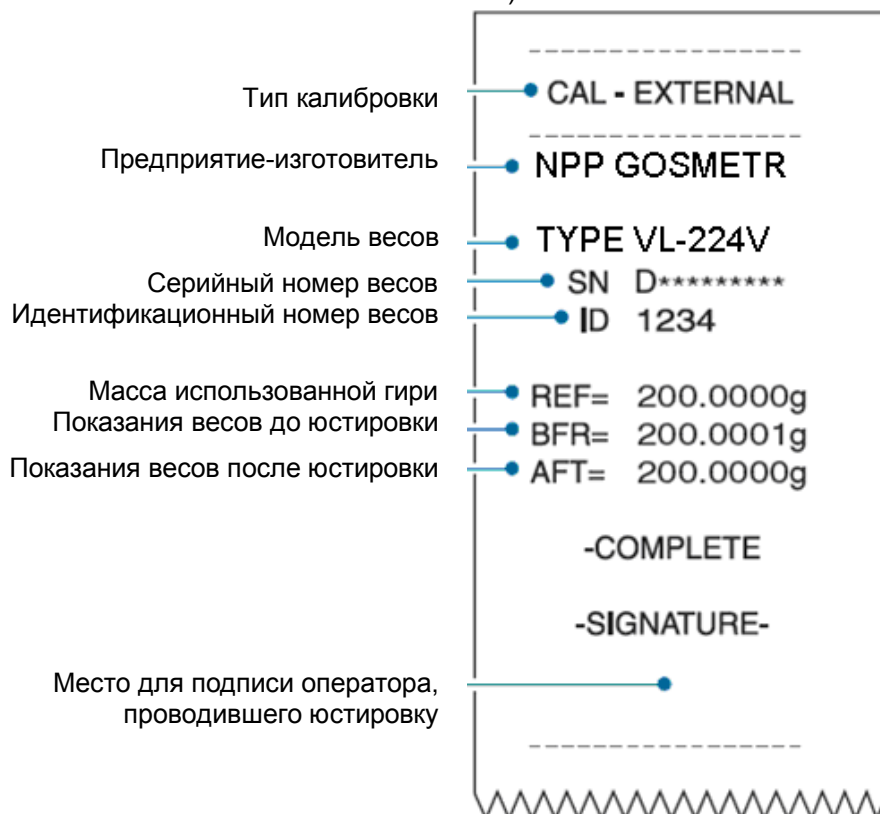 )
--------------------
Тип калибровки CAL - EXTERNAL
--------------------
Предприятие-изготовитель NPP GOSMETR
Модель весов TYPE VL-224V
Серийный номер весов SN D*********
Идентификационный номер весов ID 1234
Масса использованной гири REF= 200.0000g
Показания весов до юстировки BFR= 200.0001g
Показания весов после юстировки AFT= 200.0000g
-COMPLETE
-SIGNATURE-
Место для подписи оператора,
проводившего юстировку
--------------------